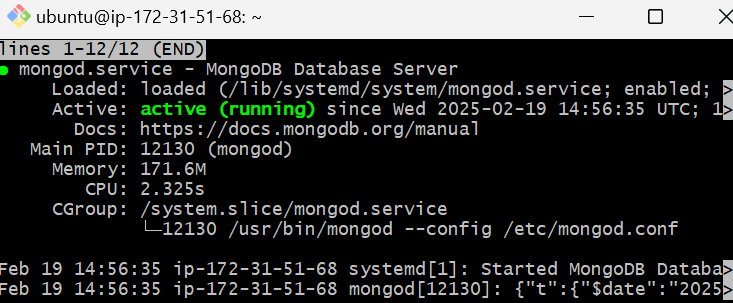 ubuntu@ip-172-31-51-68: ~
lines 1-12/12 (END)
● mongod.service - MongoDB Database Server
Loaded: loaded (/lib/systemd/system/mongod.service; enabled; >
Active: active (running) since Wed 2025-02-19 14:56:35 UTC; 1>
Docs: https://docs.mongodb.org/manual
Main PID: 12130 (mongod)
Memory: 171.6M
CPU: 2.325s
CGroup: /system.slice/mongod.service
└─12130 /usr/bin/mongod --config /etc/mongod.conf
Feb 19 14:56:35 ip-172-31-51-68 systemd[1]: Started MongoDB Databa>
Feb 19 14:56:35 ip-172-31-51-68 mongod[12130]: {"t":{"$date":"2025>